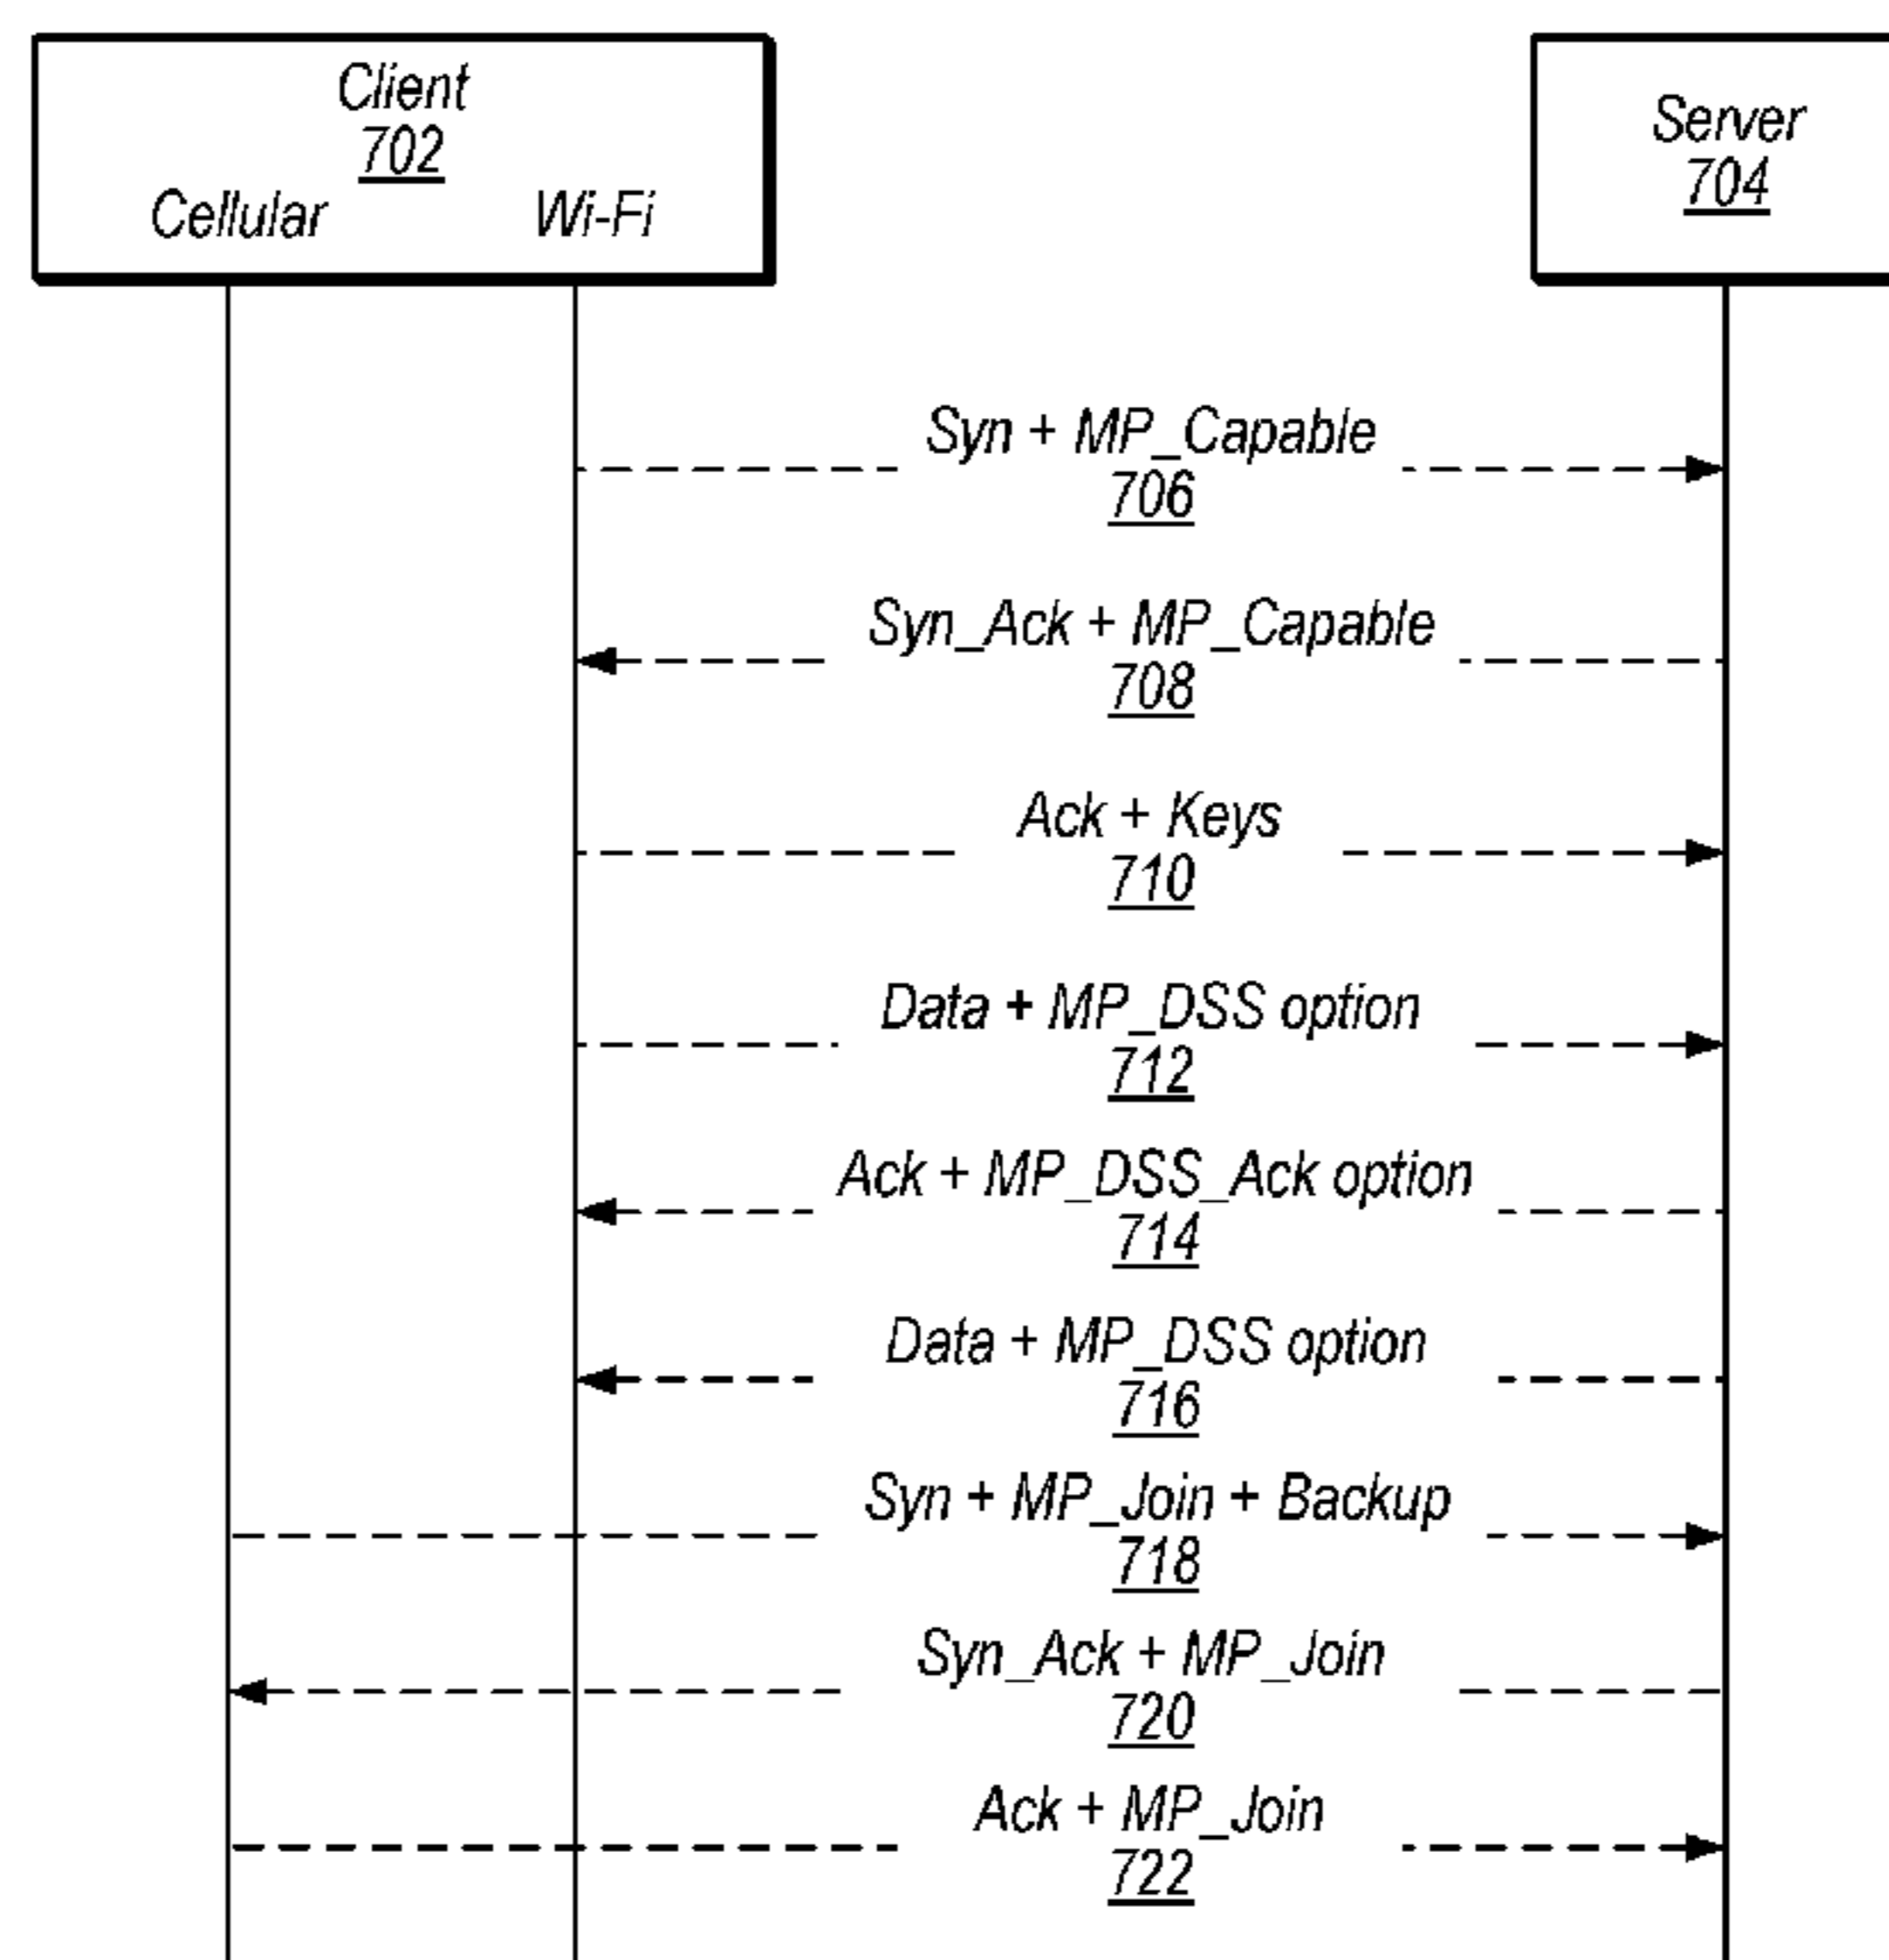 Client
702
Cellular Wi-Fi
Server
704
Syn + MP_Capable
706
Syn_Ack + MP_Capable
708
Ack + Keys
710
Data + MP_DSS option
712
Ack + MP_DSS_Ack option
714
Data + MP_DSS option
716
Syn + MP_Join + Backup
718
Syn_Ack + MP_Join
720
Ack + MP_Join
722